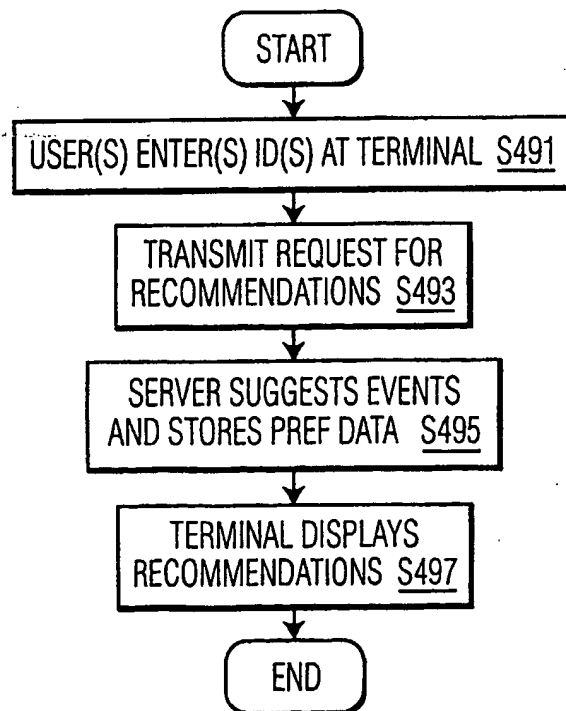 START
USER(S) ENTER(S) ID(S) AT TERMINAL S491
TRANSMIT REQUEST FOR
RECOMMENDATIONS S493
SERVER SUGGESTS EVENTS
AND STORES PREF DATA S495
TERMINAL DISPLAYS
RECOMMENDATIONS S497
END